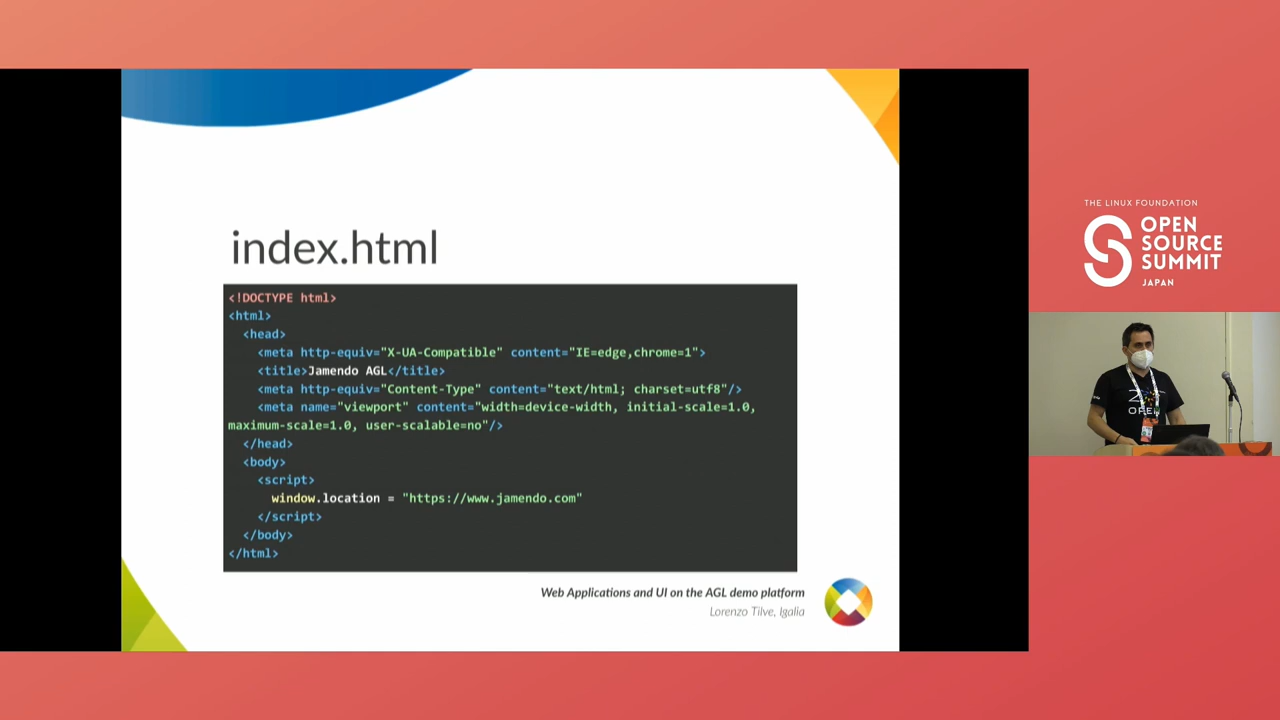 index.html
<!DOCTYPE html>
<html>
<head>
<meta http-equiv="X-UA-Compatible" content="IE=edge,chrome=1">
<title>Jamendo AGL</title>
<meta http-equiv="Content-Type" content="text/html; charset=utf8"/>
<meta name="viewport" content="width=device-width, initial-scale=1.0,
maximum-scale=1.0, user-scalable=no"/>
</head>
<body>
<script>
window.location = "https://www.jamendo.com"
</script>
</body>
</html>
Web Applications and UI on the AGL demo platform
Lorenzo Tilve, Igalia
THE LINUX FOUNDATION
OPEN
SOURCE
SUMMIT
JAPAN